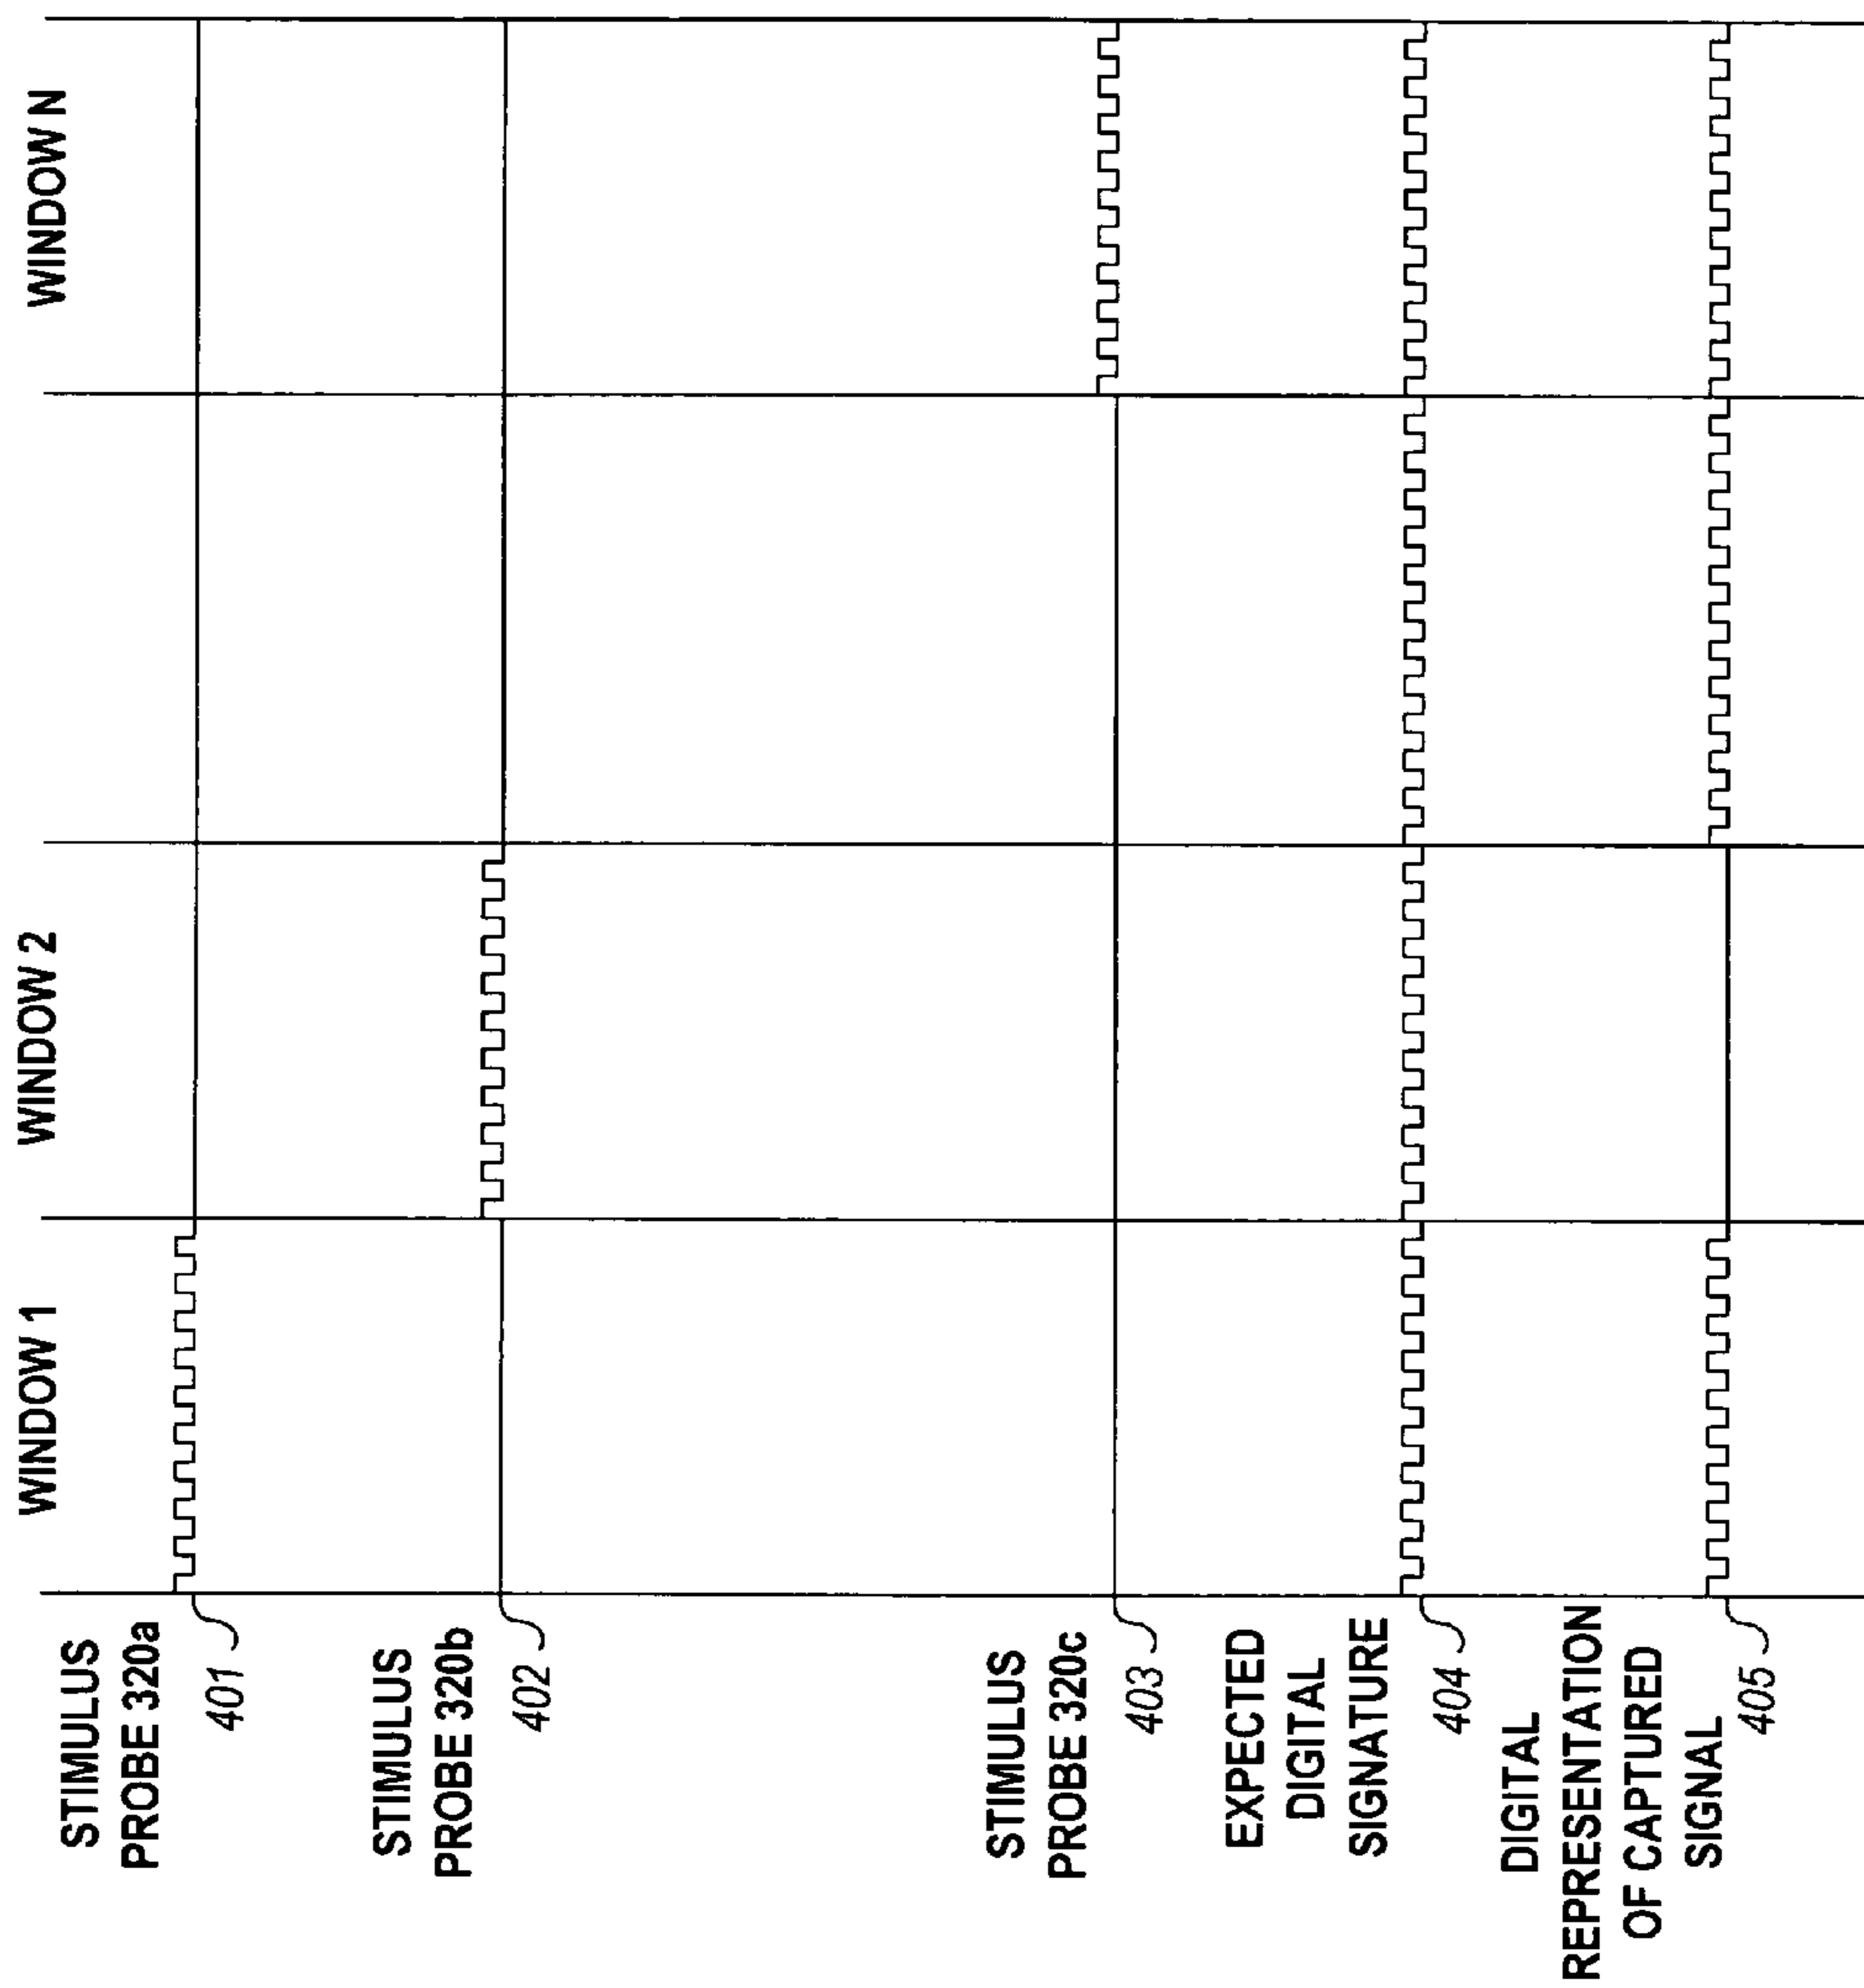 WINDOW 1
WINDOW 2
WINDOW N
STIMULUS
PROBE 320a
401
STIMULUS
PROBE 320b
402
STIMULUS
PROBE 320c
403
EXPECTED
DIGITAL
SIGNATURE
404
DIGITAL
REPRESENTATION
OF CAPTURED
SIGNAL
405